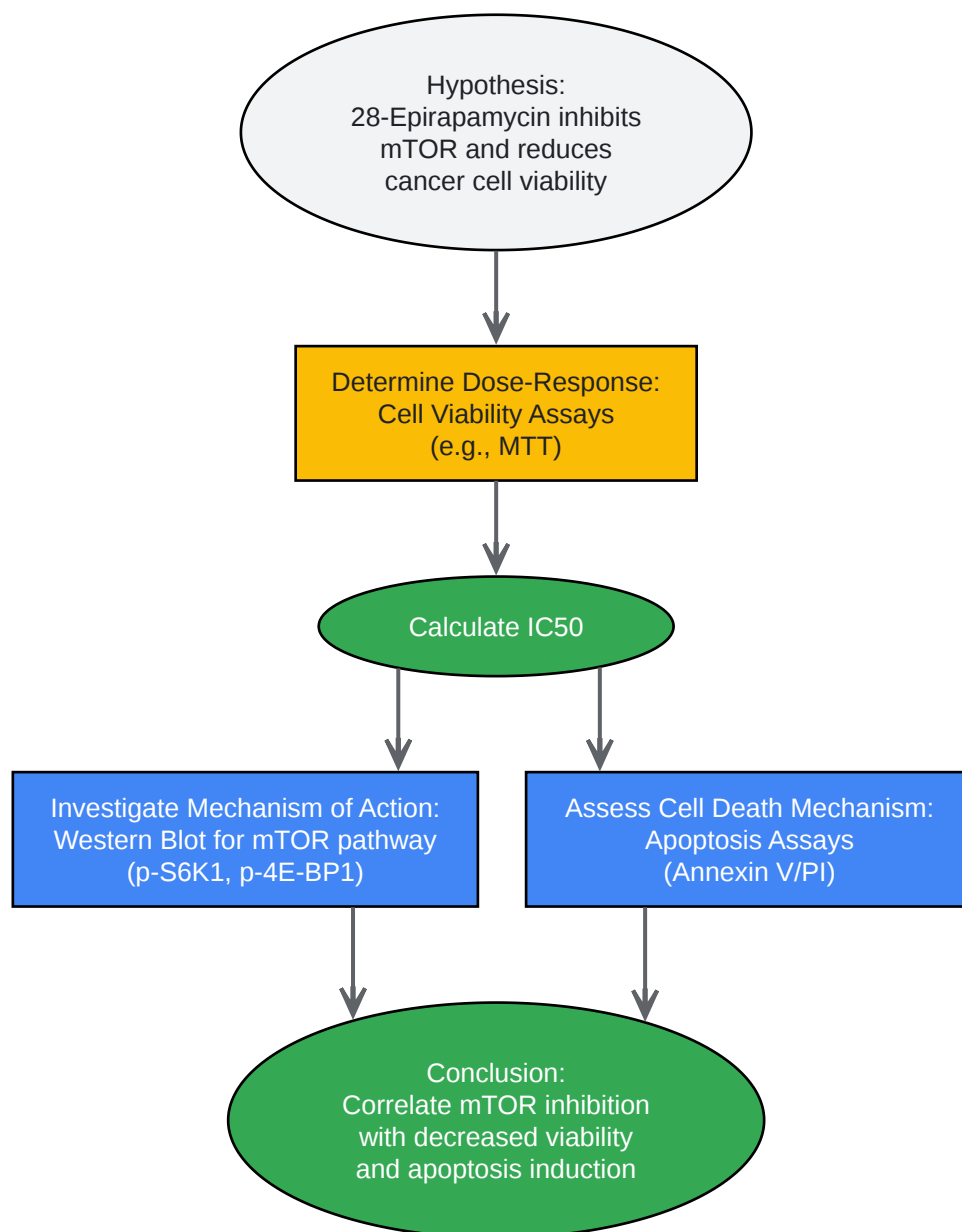 Hypothesis:
28-Epirapamycin inhibits
mTOR and reduces
cancer cell viability
Determine Dose-Response:
Cell Viability Assays
(e.g., MTT)
Calculate IC50
Investigate Mechanism of Action:
Western Blot for mTOR pathway
(p-S6K1, p-4E-BP1)
Assess Cell Death Mechanism:
Apoptosis Assays
(Annexin V/PI)
Conclusion:
Correlate mTOR inhibition
with decreased viability
and apoptosis induction